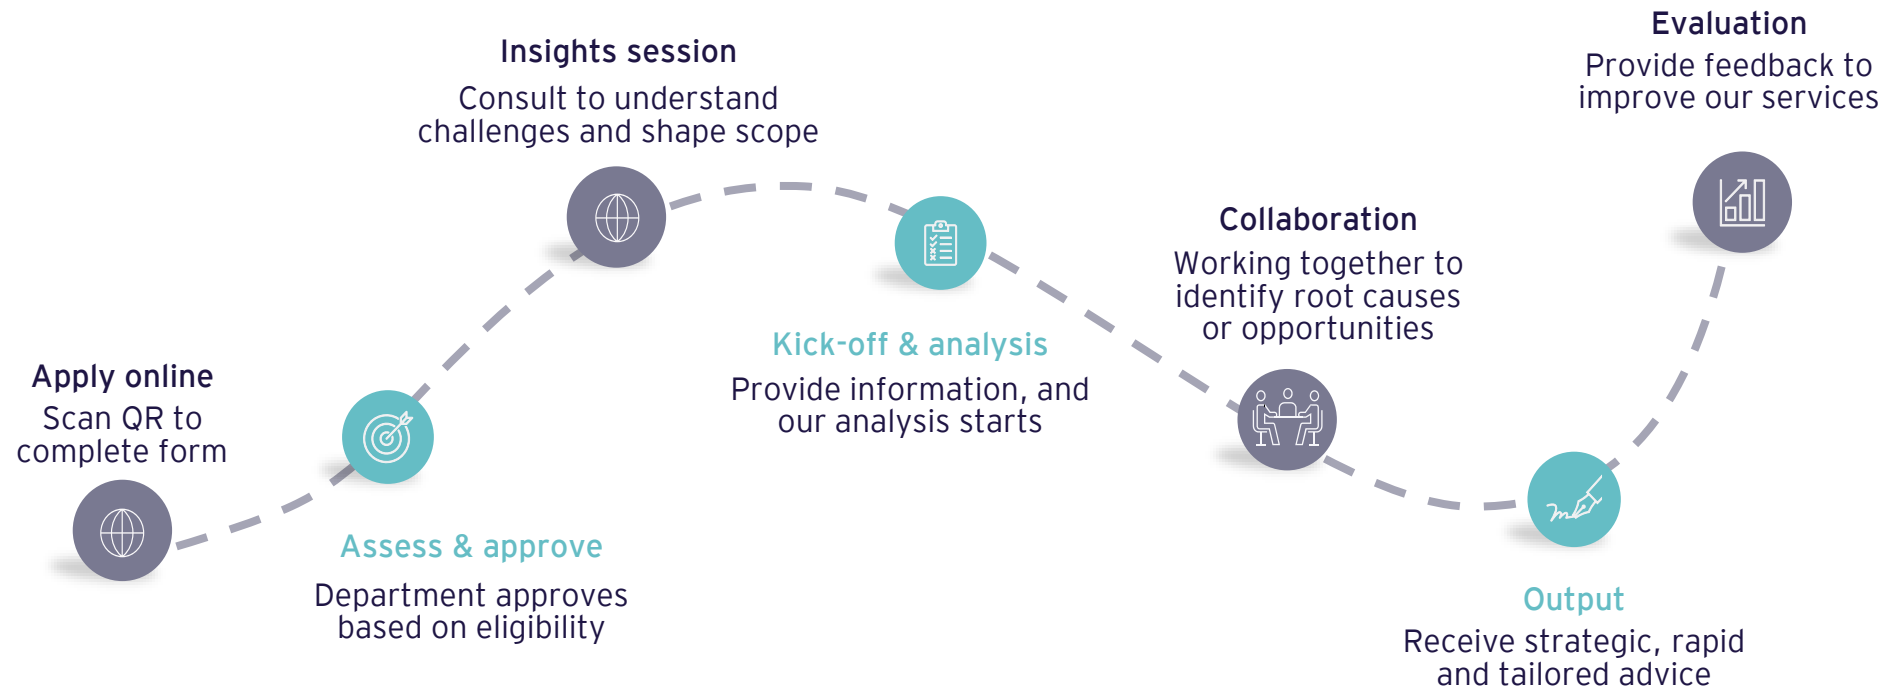 Apply online
Scan QR to
complete form
Assess & approve
Department approves
based on eligibility
Insights session
Consult to understand
challenges and shape scope
Kick-off & analysis
Provide information, and
our analysis starts
Collaboration
Working together to
identify root causes
or opportunities
Output
Receive strategic, rapid
and tailored advice
Evaluation
Provide feedback to
improve our services